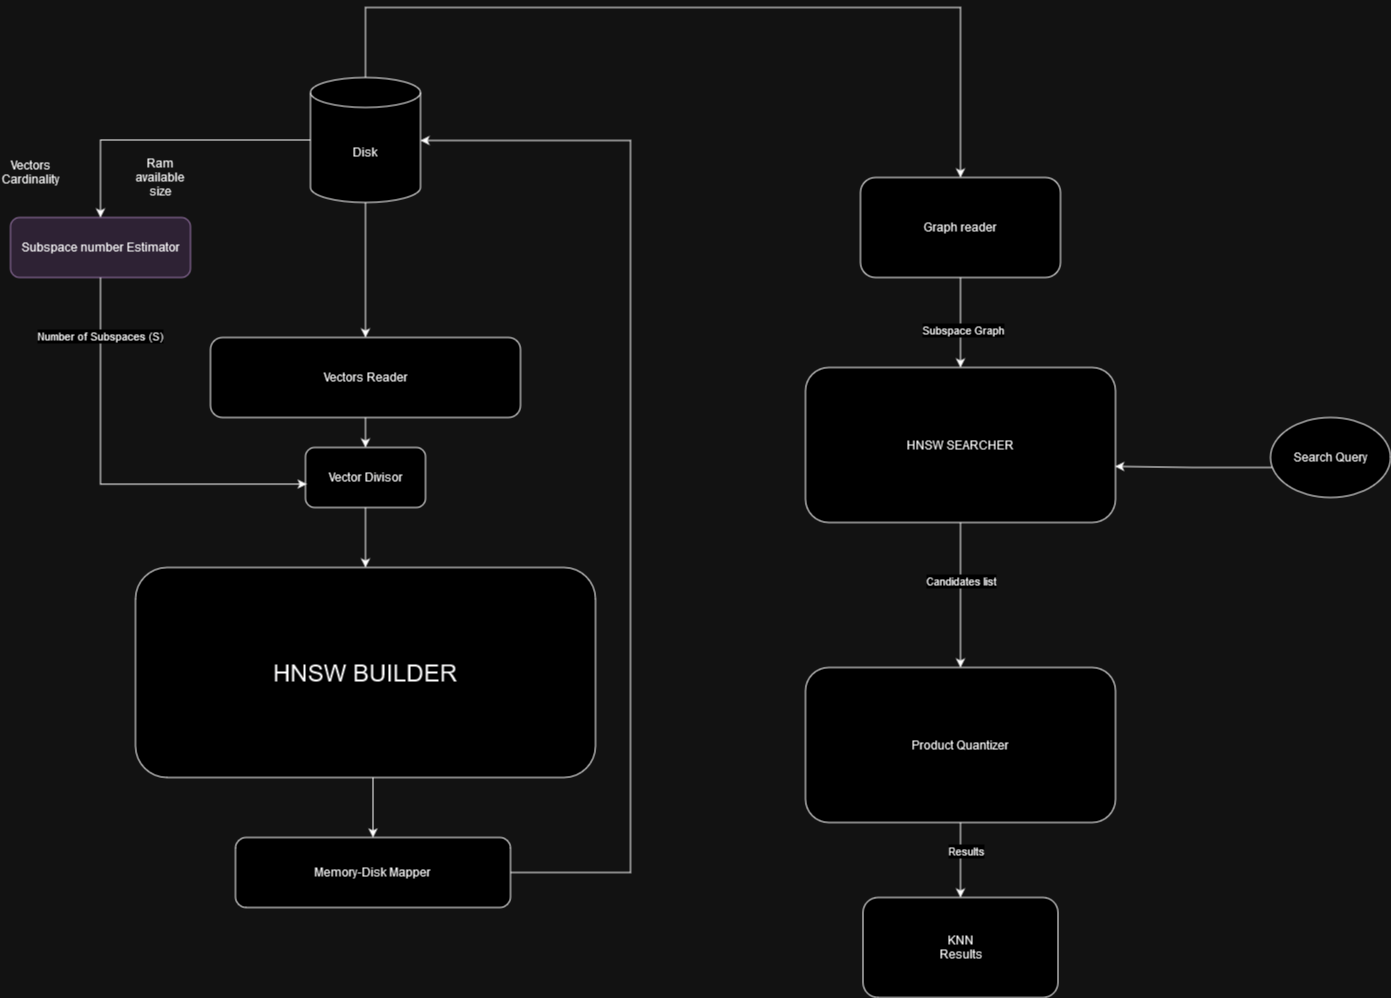 Disk
Vectors
Cardinality
Ram
available
size
Subspace number Estimator
Number of Subspaces (S)
Vectors Reader
Vector Divisor
HNSW BUILDER
Memory-Disk Mapper
Graph reader
Subspace Graph
HNSW SEARCHER
Search Query
Candidates list
Product Quantizer
Results
KNN
Results